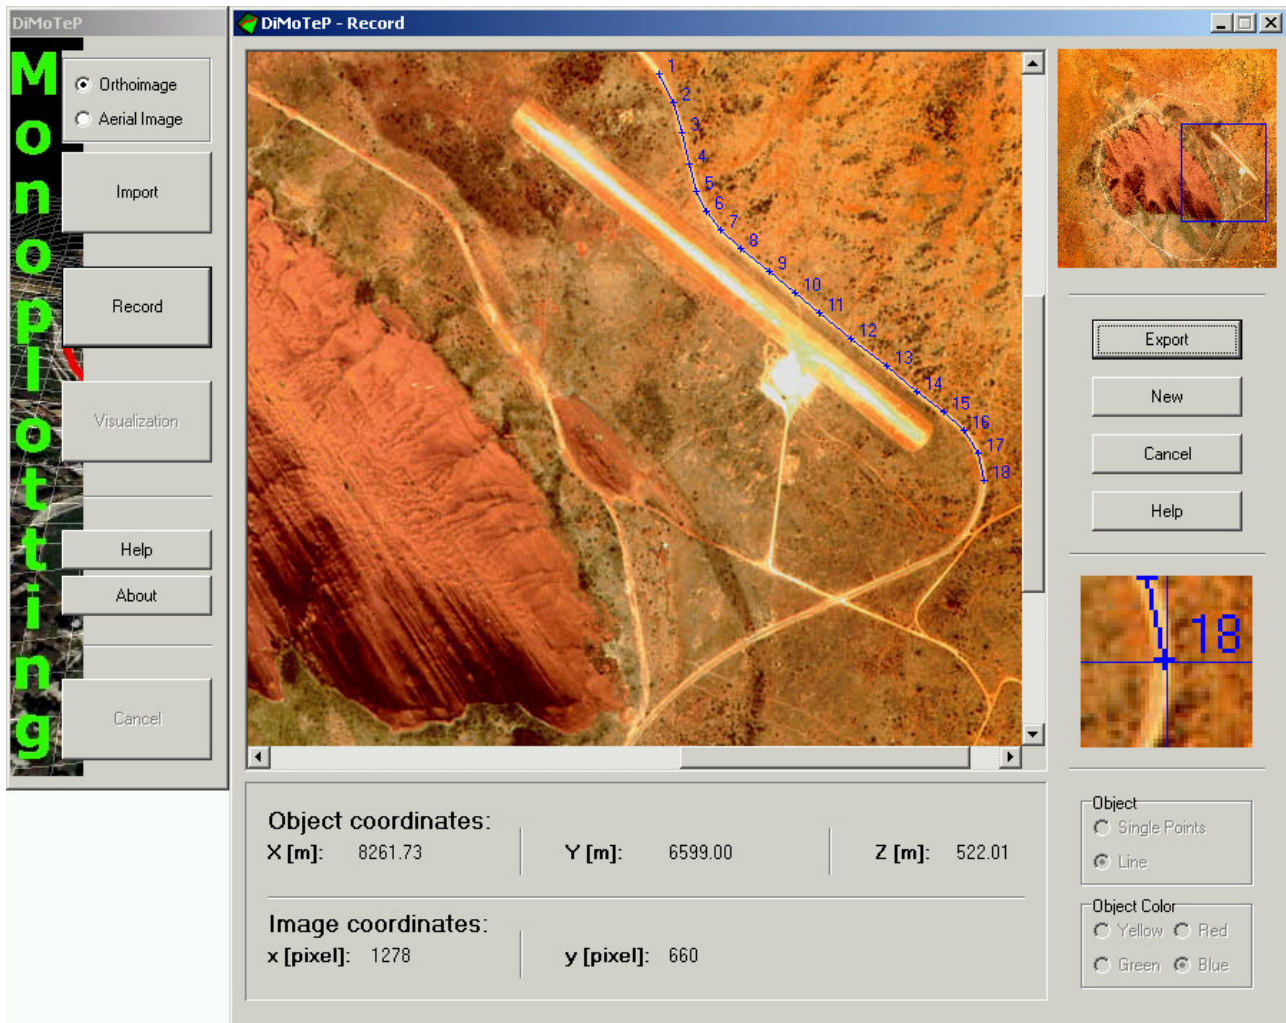 DiMoTeP
Monoplotting
Orthoimage
Aerial Image
Import
Record
Visualization
Help
About
Cancel
DiMoTeP - Record
1
2
3
4
5
6
7
8
9
10
11
12
13
14
15
16
17
18
Export
New
Cancel
Help
18
Object coordinates:
X [m]: 8261.73 Y [m]: 6599.00 Z [m]: 522.01
Image coordinates:
x [pixel]: 1278 y [pixel]: 660
Object
Single Points
Line
Object Color
Yellow Red
Green Blue